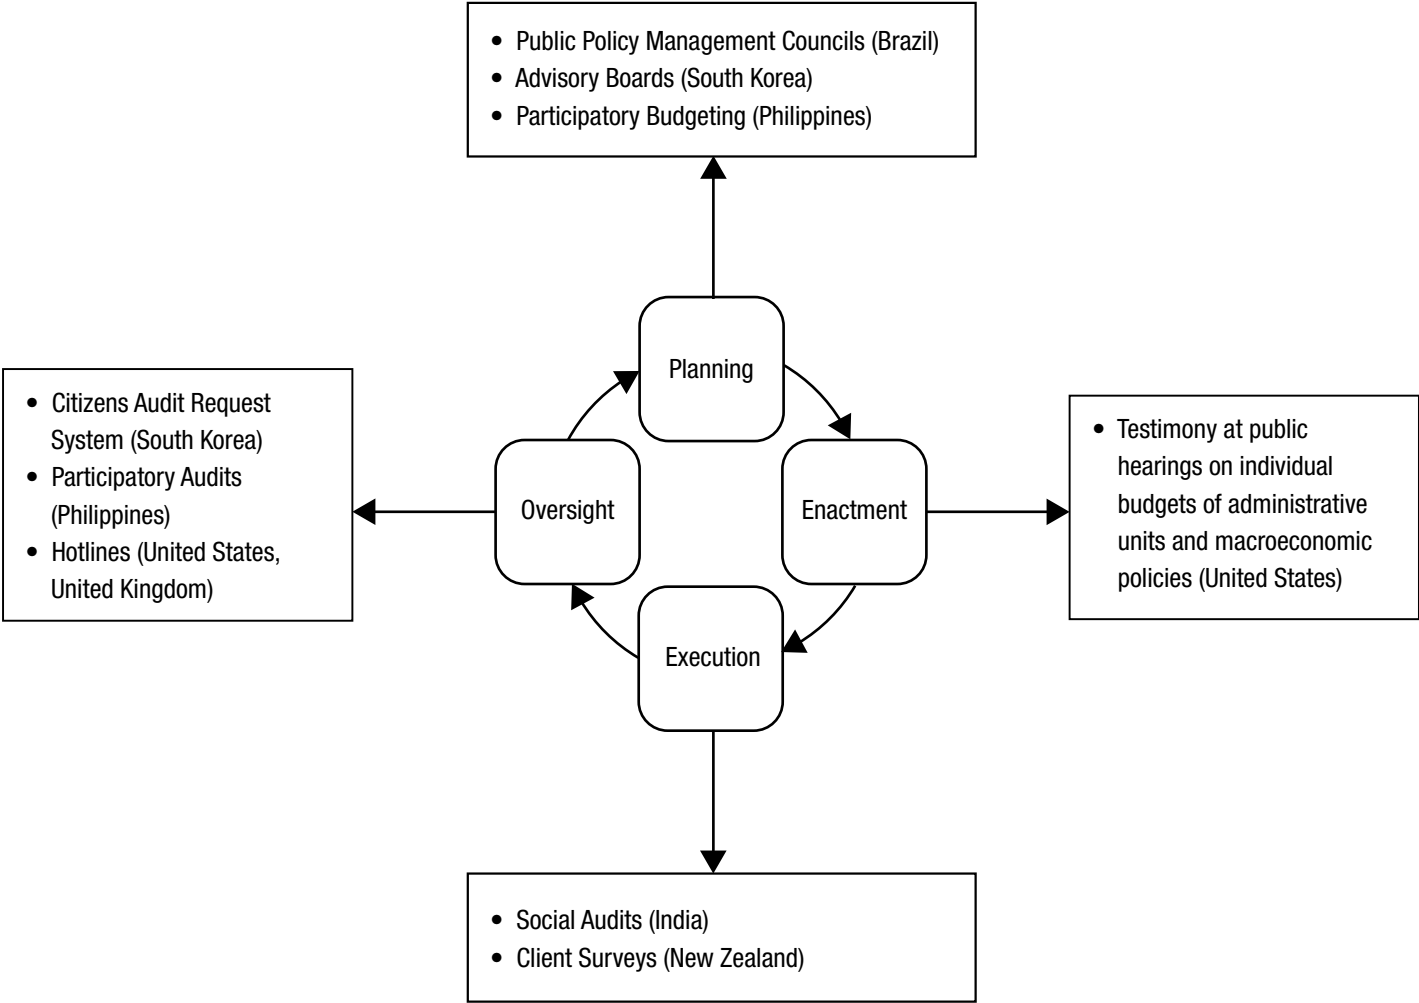 • Public Policy Management Councils (Brazil)
• Advisory Boards (South Korea)
• Participatory Budgeting (Philippines)
Planning
• Citizens Audit Request
System (South Korea)
• Participatory Audits
(Philippines)
• Hotlines (United States,
United Kingdom)
Oversight
Enactment
• Testimony at public
hearings on individual
budgets of administrative
units and macroeconomic
policies (United States)
Execution
• Social Audits (India)
• Client Surveys (New Zealand)